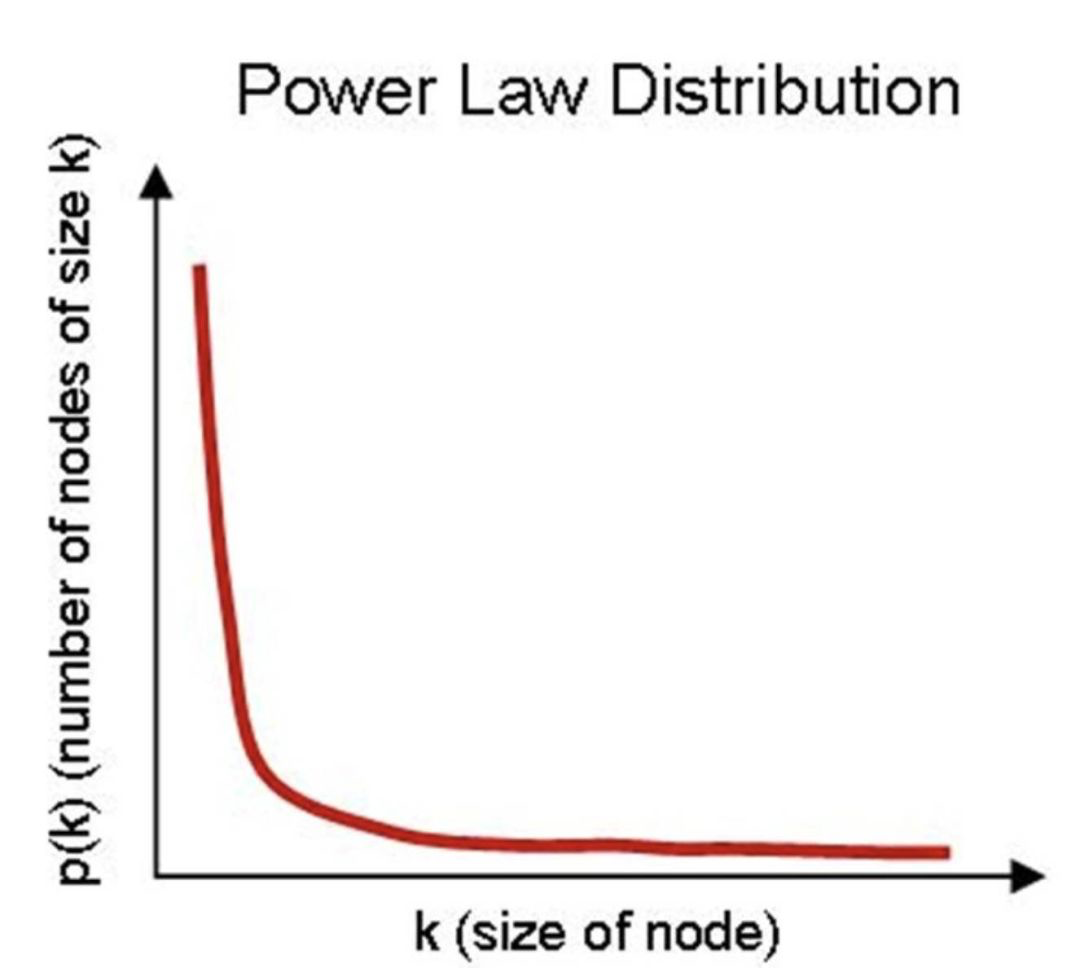 Power Law Distribution
p(k) (number of nodes of size k)
k (size of node)